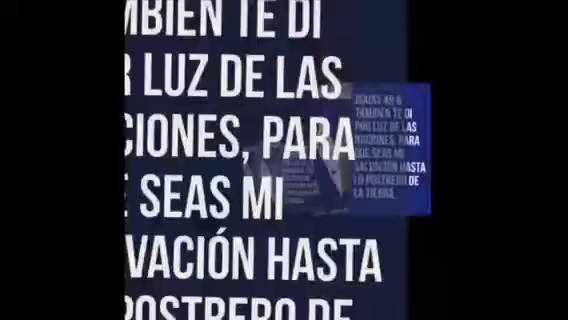 MBIÉN TE DI
R LUZ DE LAS
CIONES, PARA
E SEAS MI
VACIÓN HASTA
POSTRERO DE
ISAÍAS 49:6
TAMBIÉN TE DI
POR LUZ DE LAS
NACIONES, PARA
QUE SEAS MI
SALVACIÓN HASTA
LO POSTRERO DE
LA TIERRA.